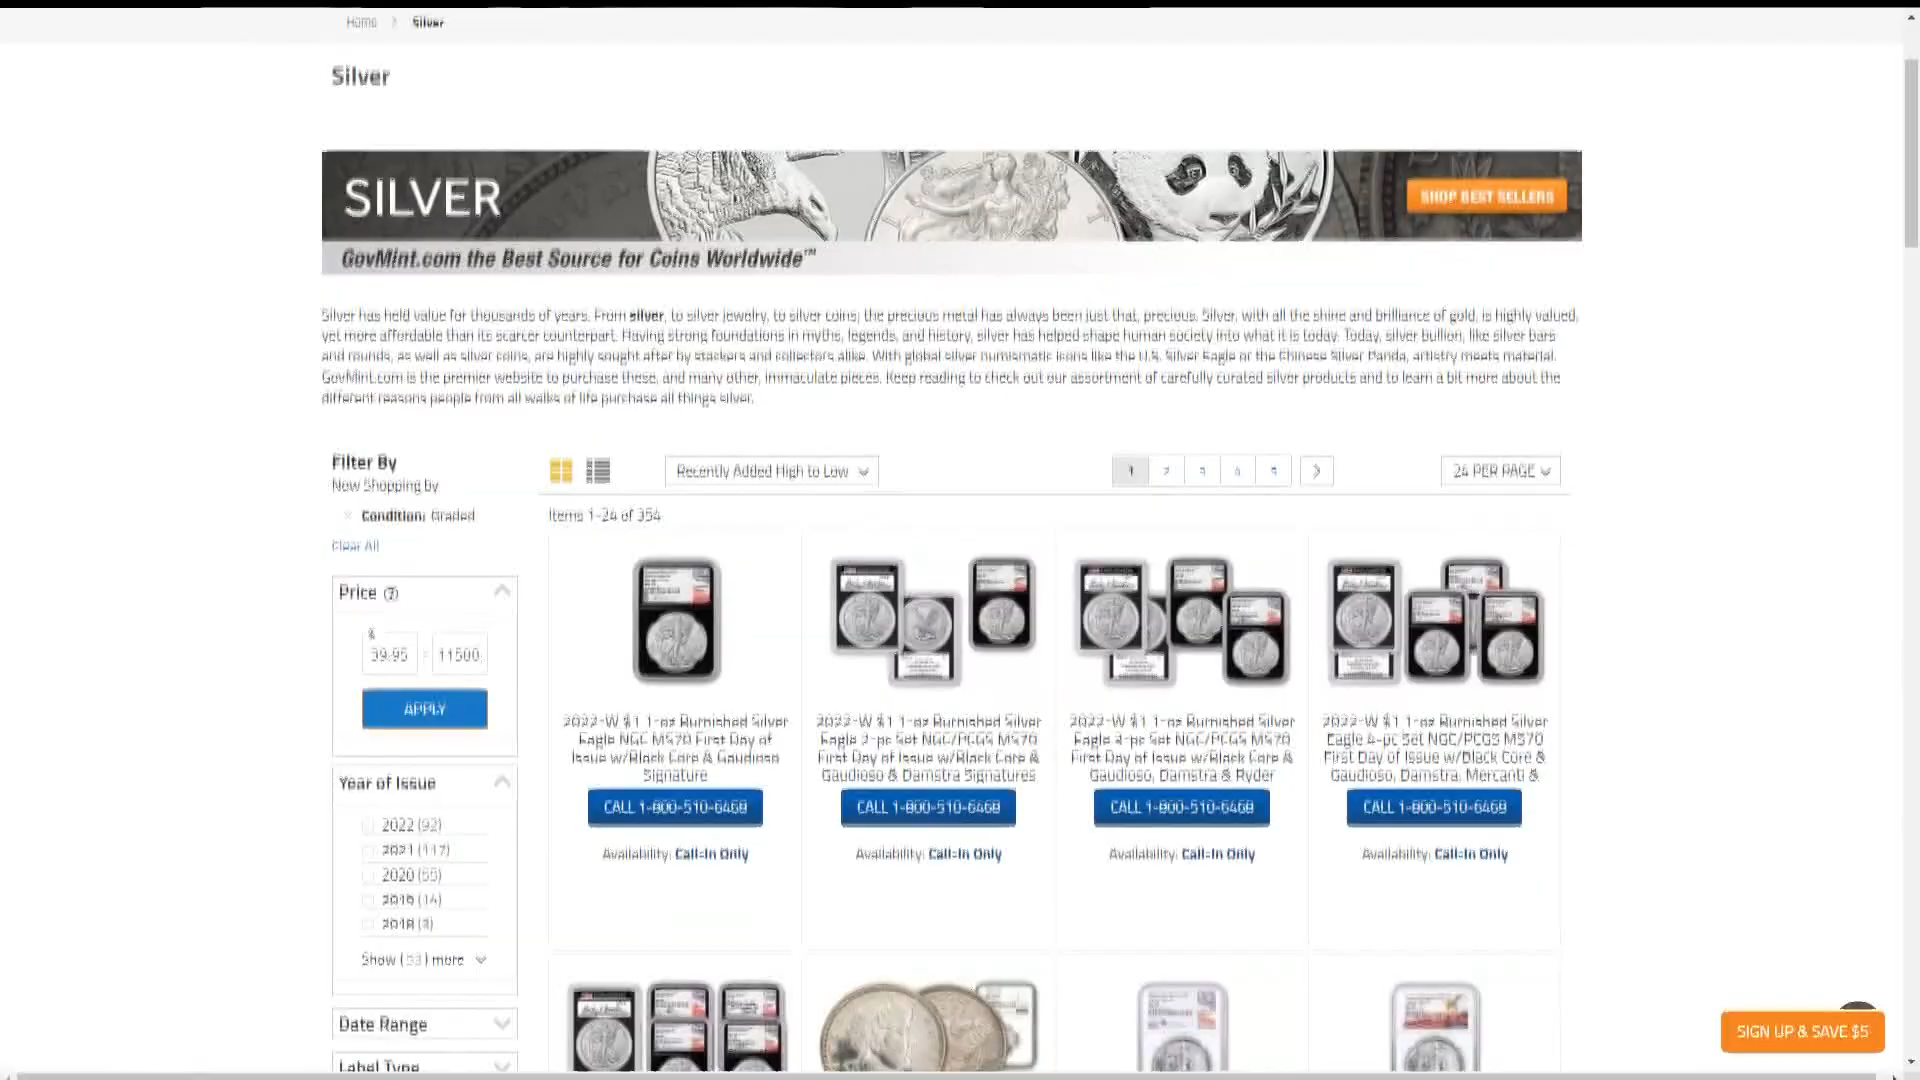 Home > Silver
Silver
SILVER
SHOP BEST SELLERS
GovMint.com the Best Source for Coins Worldwide™
Silver has held value for thousands of years. From silver, to silver jewelry, to silver coins; the precious metal has always been just that, precious. Silver, with all the shine and brilliance of gold, is highly valued,
yet more affordable than its scarcer counterpart. Having strong foundations in myths, legends, and history, silver has helped shape human society into what it is today. Today, silver bullion, like silver bars
and rounds, as well as silver coins, are highly sought after by stackers and collectors alike. With global silver numismatic icons like the U.S. Silver Eagle or the Chinese Silver Panda, artistry meets material.
GovMint.com is the premier website to purchase these, and many other, immaculate pieces. Keep reading to check out our assortment of carefully curated silver products and to learn a bit more about the
different reasons people from all walks of life purchase all things silver.
Filter By
Now Shopping by
Condition: Graded
Clear All
Recently Added High to Low
1 2 3 4 5
24 PER PAGE
Items 1-24 of 354
Price (?)
$
39.95 - 11500
APPLY
Year of Issue
2022 (92)
2021 (117)
2020 (55)
2019 (14)
2018 (3)
Show (53) more
Date Range
Label Type
2022-W $1 1-oz Burnished Silver
Eagle NGC MS70 First Day of
Issue w/Black Core & Gaudioso
Signature
CALL 1-800-510-6468
Availability: Call-In Only
2022-W $1 1-oz Burnished Silver
Eagle 2-pc Set NGC/PCGS MS70
First Day of Issue w/Black Core &
Gaudioso & Damstra Signatures
CALL 1-800-510-6468
Availability: Call-In Only
2022-W $1 1-oz Burnished Silver
Eagle 3-pc Set NGC/PCGS MS70
First Day of Issue w/Black Core &
Gaudioso, Damstra & Ryder
CALL 1-800-510-6468
Availability: Call-In Only
2022-W $1 1-oz Burnished Silver
Eagle 4-pc Set NGC/PCGS MS70
First Day of Issue w/Black Core &
Gaudioso, Damstra, Mercanti &
CALL 1-800-510-6468
Availability: Call-In Only
SIGN UP & SAVE $5